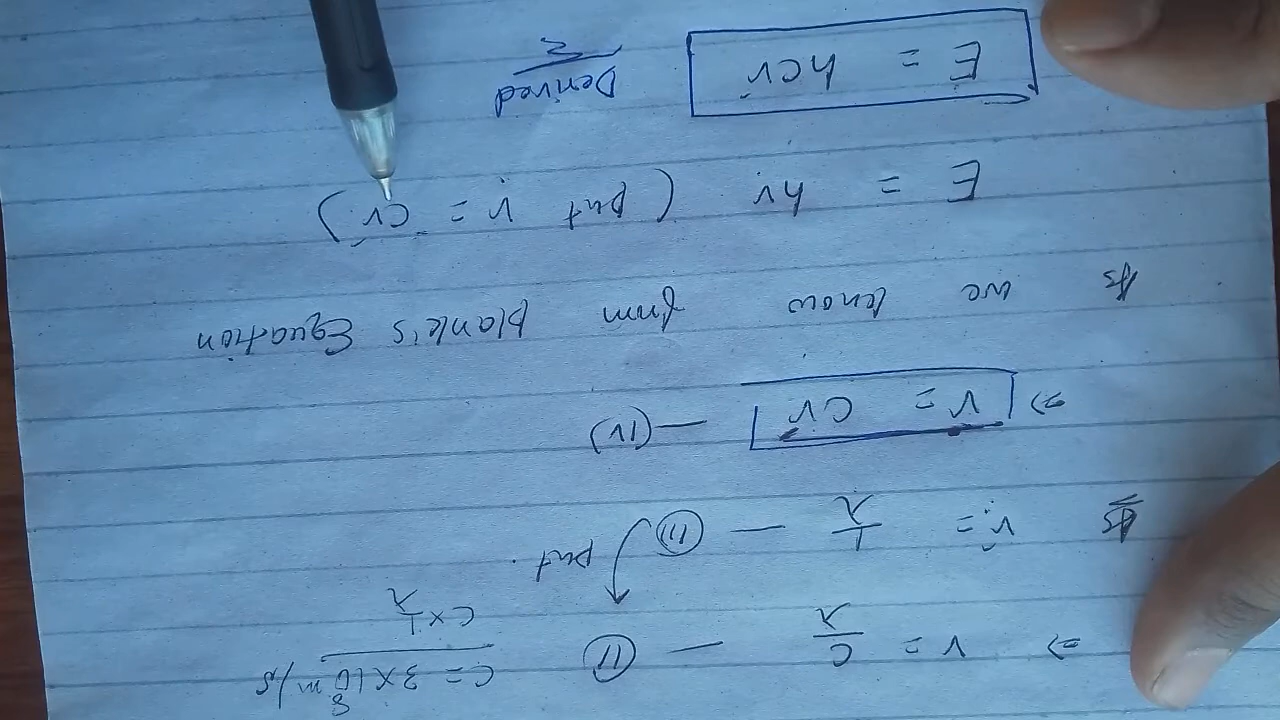 c = 3×10⁸ m/s
⇒ ν = c/λ — (II) c×1/λ
As ν̄ = 1/λ — (III) put
⇒ ν = cν̄ — (IV)
As we know from plank's Equation
E = hν (put ν = cν̄)
E = hcν̄ Derived